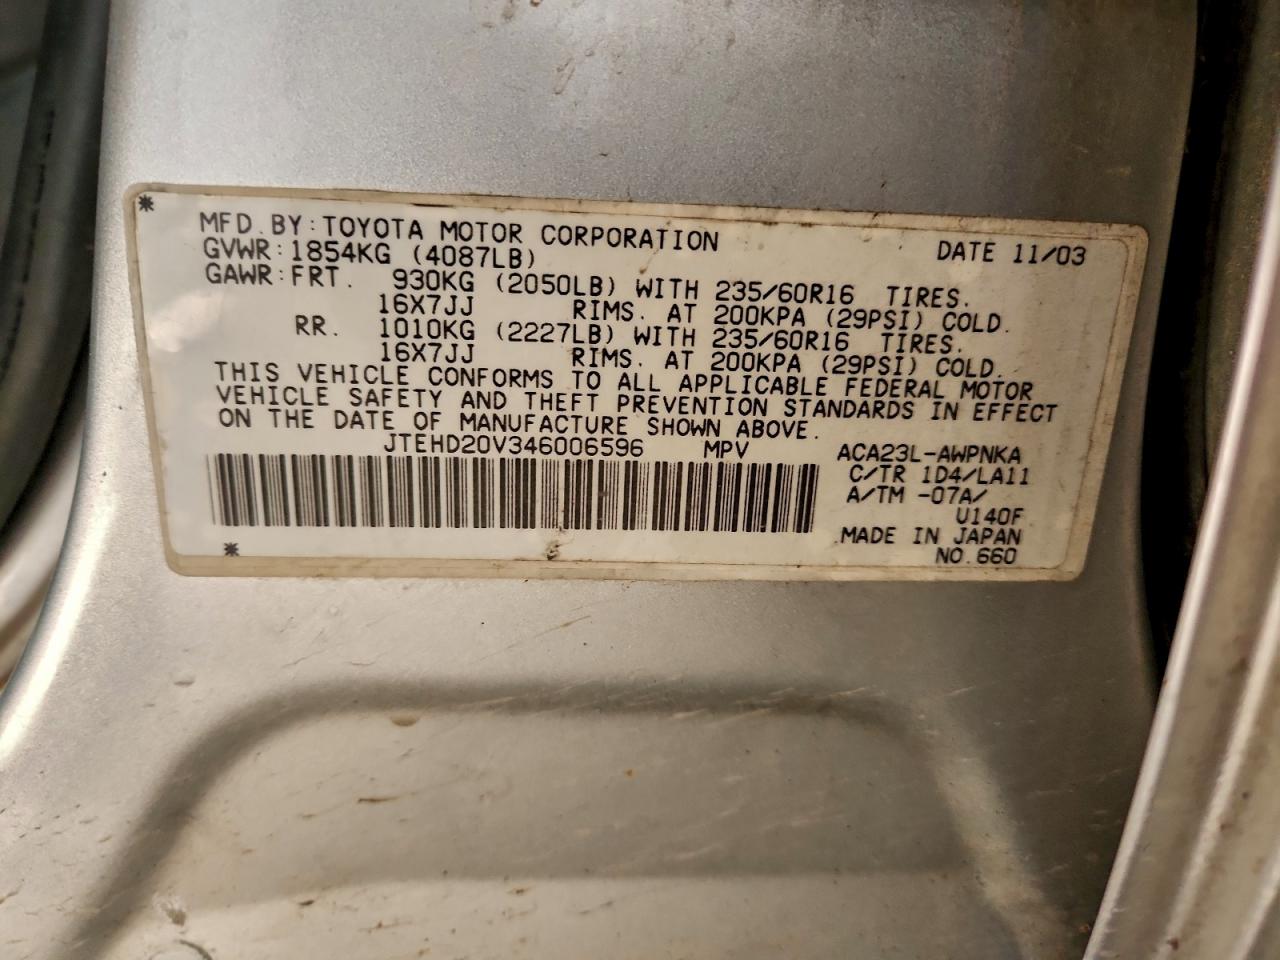 MFD. BY: TOYOTA MOTOR CORPORATION DATE 11/03
GVWR: 1854KG (4087LB)
GAWR: FRT. 930KG (2050LB) WITH 235/60R16 TIRES.
16X7JJ RIMS. AT 200KPA (29PSI) COLD.
RR. 1010KG (2227LB) WITH 235/60R16 TIRES.
16X7JJ RIMS. AT 200KPA (29PSI) COLD.
THIS VEHICLE CONFORMS TO ALL APPLICABLE FEDERAL MOTOR
VEHICLE SAFETY AND THEFT PREVENTION STANDARDS IN EFFECT
ON THE DATE OF MANUFACTURE SHOWN ABOVE.
JTEHD20V346006596 MPV ACA23L-AWPNKA
C/TR 1D4/LA11
A/TM -07A/
U140F
MADE IN JAPAN
NO. 660